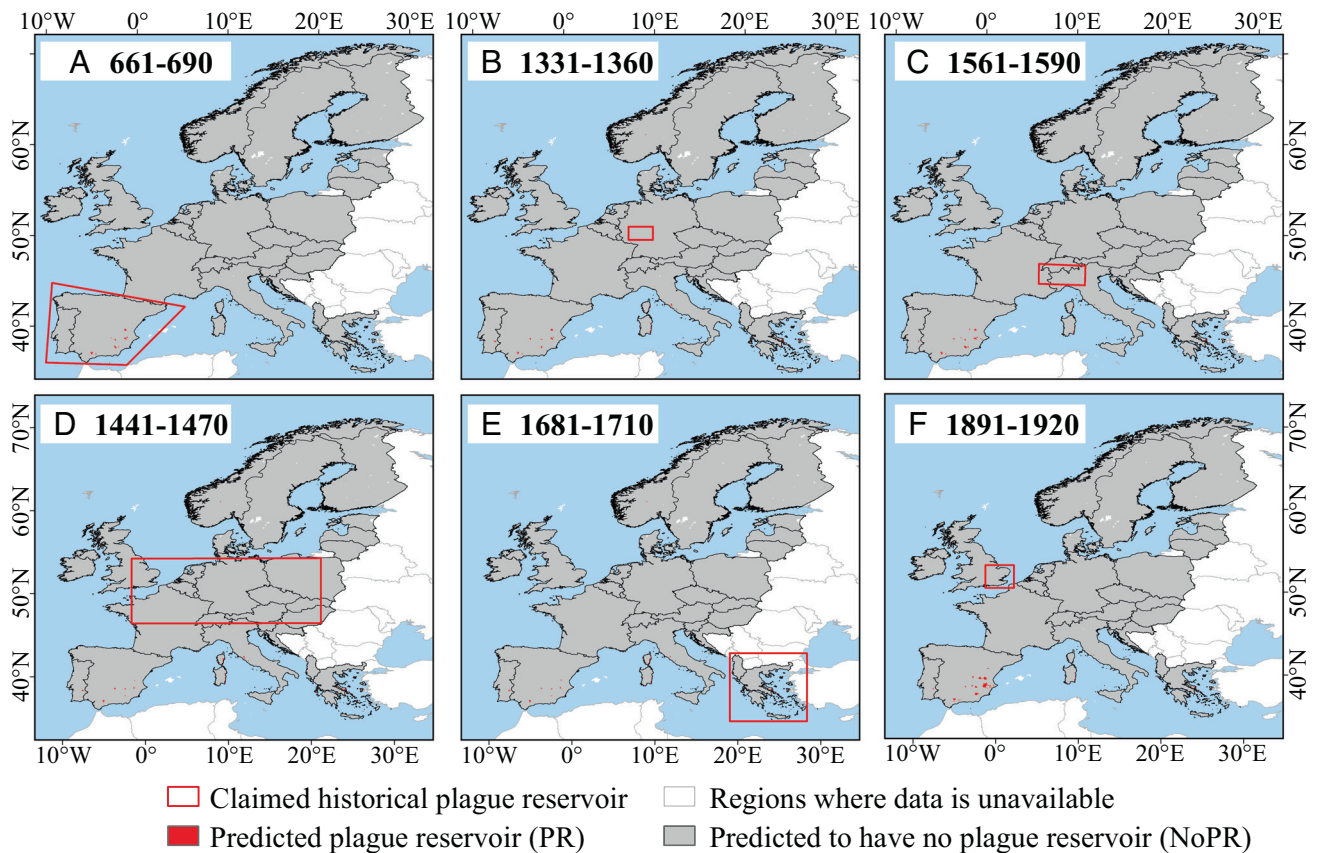 10°W 0° 10°E 20°E 30°E 10°W 0° 10°E 20°E 30°E 10°W 0° 10°E 20°E 30°E
A 661-690
B 1331-1360
C 1561-1590
60°N
50°N
40°N
60°N
50°N
40°N
D 1441-1470
E 1681-1710
F 1891-1920
70°N
60°N
50°N
40°N
70°N
60°N
50°N
40°N
10°W 0° 10°E 20°E 30°E 10°W 0° 10°E 20°E 30°E 10°W 0° 10°E 20°E 30°E
Claimed historical plague reservoir
Regions where data is unavailable
Predicted plague reservoir (PR)
Predicted to have no plague reservoir (NoPR)